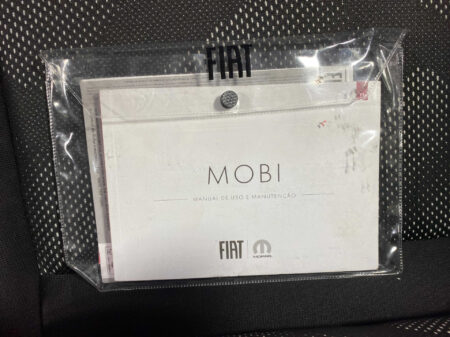 FIAT
MOBI
MANUAL DE USO E MANUTENÇÃO
FIAT
MOPAR